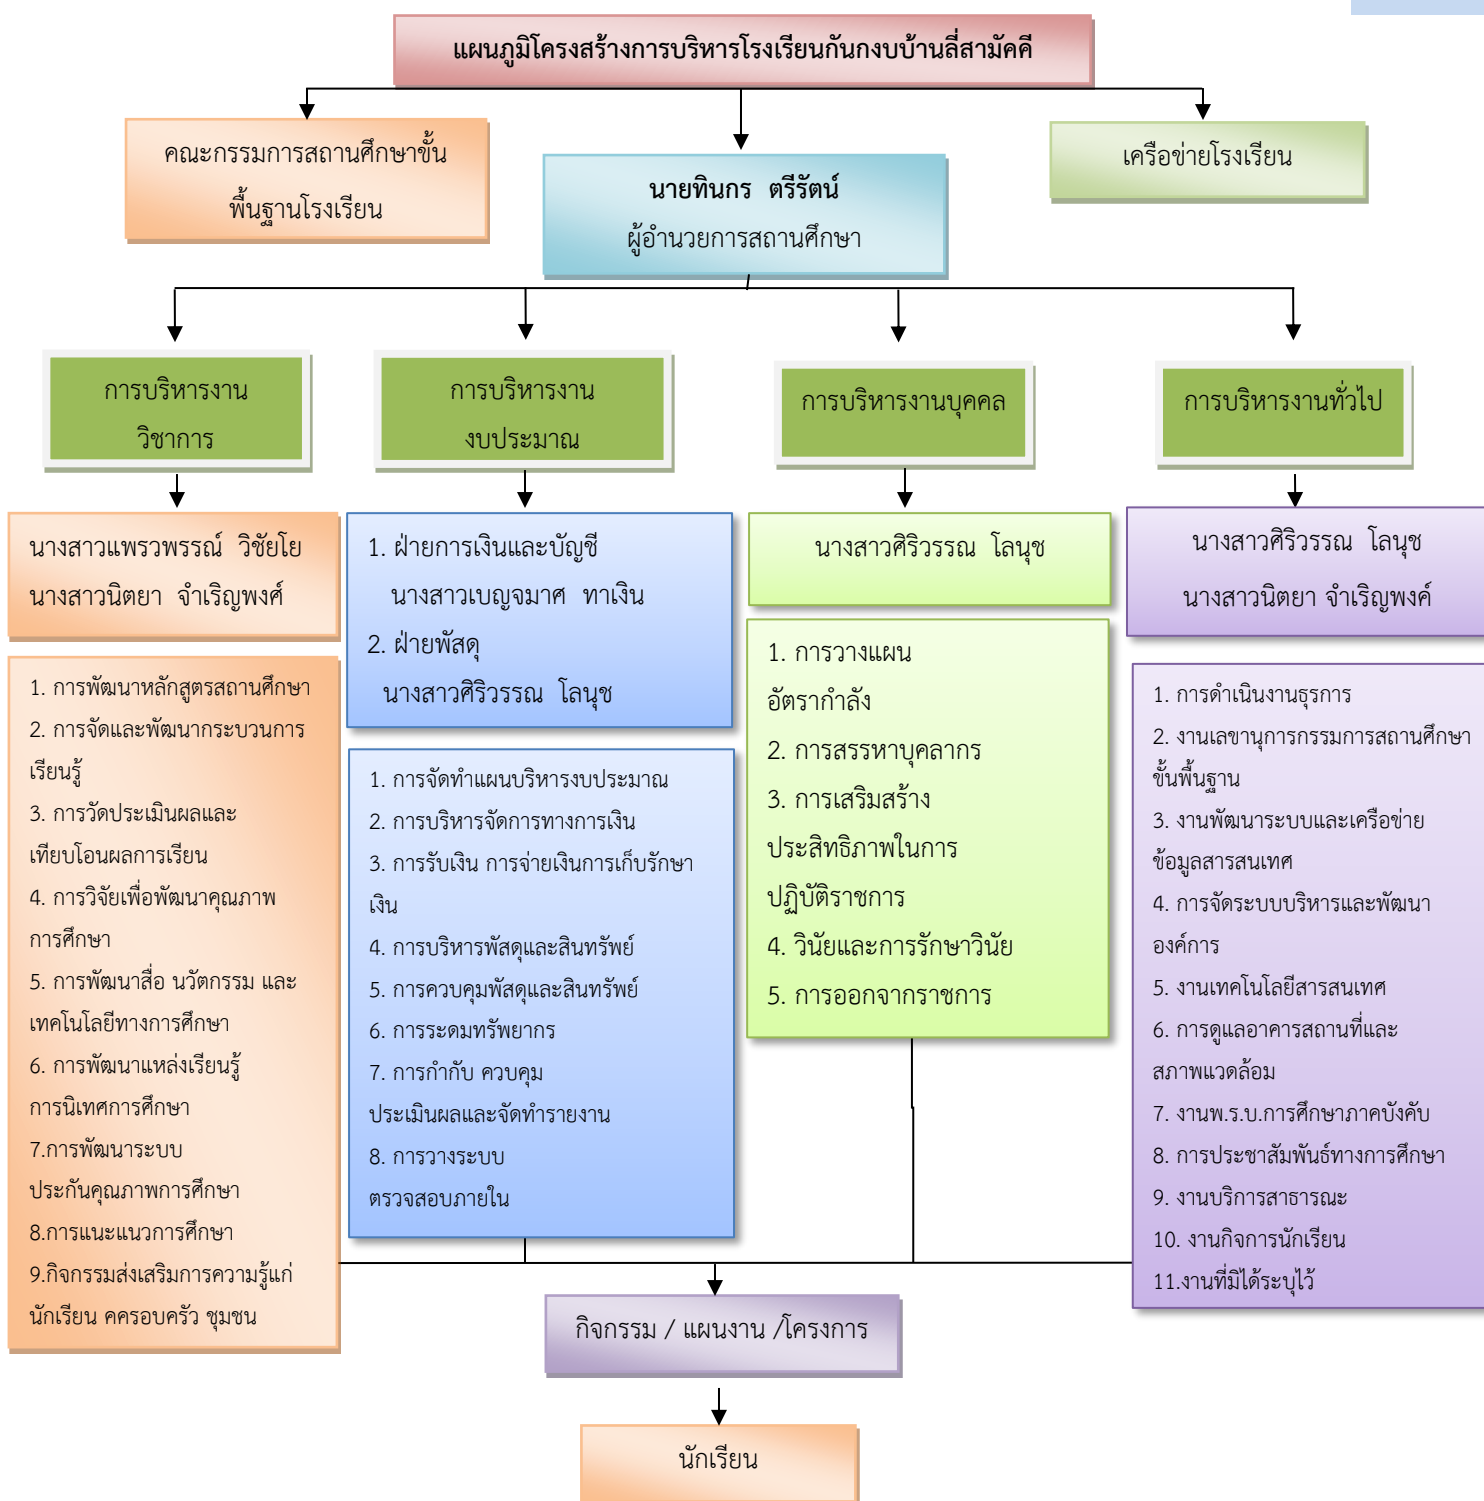 แผนภูมิโครงสร้างการบริหารโรงเรียนกันกงบบ้านลี่สามัคคี
คณะกรรมการสถานศึกษาขั้น
พื้นฐานโรงเรียน
นายทินกร ตรีรัตน์
ผู้อำนวยการสถานศึกษา
เครือข่ายโรงเรียน
การบริหารงาน
วิชาการ
การบริหารงาน
งบประมาณ
การบริหารงานบุคคล
การบริหารงานทั่วไป
นางสาวแพรวพรรณ์ วิชัยโย
นางสาวนิตยา จำเริญพงศ์
1. การพัฒนาหลักสูตรสถานศึกษา
2. การจัดและพัฒนากระบวนการ
เรียนรู้
3. การวัดประเมินผลและ
เทียบโอนผลการเรียน
4. การวิจัยเพื่อพัฒนาคุณภาพ
การศึกษา
5. การพัฒนาสื่อ นวัตกรรม และ
เทคโนโลยีทางการศึกษา
6. การพัฒนาแหล่งเรียนรู้
การนิเทศการศึกษา
7.การพัฒนาระบบ
ประกันคุณภาพการศึกษา
8.การแนะแนวการศึกษา
9.กิจกรรมส่งเสริมการความรู้แก่
นักเรียน คครอบครัว ชุมชน
1. ฝ่ายการเงินและบัญชี
นางสาวเบญจมาศ ทาเงิน
2. ฝ่ายพัสดุ
นางสาวศิริวรรณ โลนุช
1. การจัดทำแผนบริหารงบประมาณ
2. การบริหารจัดการทางการเงิน
3. การรับเงิน การจ่ายเงินการเก็บรักษา
เงิน
4. การบริหารพัสดุและสินทรัพย์
5. การควบคุมพัสดุและสินทรัพย์
6. การระดมทรัพยากร
7. การกำกับ ควบคุม
ประเมินผลและจัดทำรายงาน
8. การวางระบบ
ตรวจสอบภายใน
นางสาวศิริวรรณ โลนุช
1. การวางแผน
อัตรากำลัง
2. การสรรหาบุคลากร
3. การเสริมสร้าง
ประสิทธิภาพในการ
ปฏิบัติราชการ
4. วินัยและการรักษาวินัย
5. การออกจากราชการ
นางสาวศิริวรรณ โลนุช
นางสาวนิตยา จำเริญพงค์
1. การดำเนินงานธุรการ
2. งานเลขานุการกรรมการสถานศึกษา
ขั้นพื้นฐาน
3. งานพัฒนาระบบและเครือข่าย
ข้อมูลสารสนเทศ
4. การจัดระบบบริหารและพัฒนา
องค์การ
5. งานเทคโนโลยีสารสนเทศ
6. การดูแลอาคารสถานที่และ
สภาพแวดล้อม
7. งานพ.ร.บ.การศึกษาภาคบังคับ
8. การประชาสัมพันธ์ทางการศึกษา
9. งานบริการสาธารณะ
10. งานกิจการนักเรียน
11.งานที่มิได้ระบุไว้
กิจกรรม / แผนงาน /โครงการ
นักเรียน